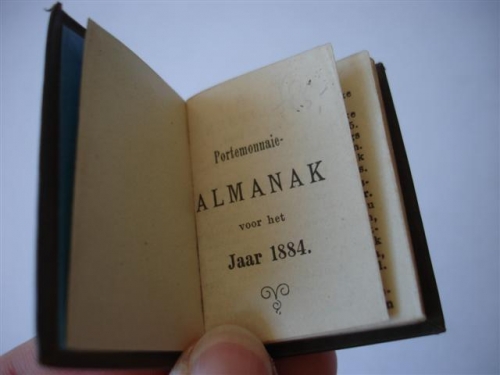 Portemonnaie-
ALMANAK
voor het
Jaar 1884.